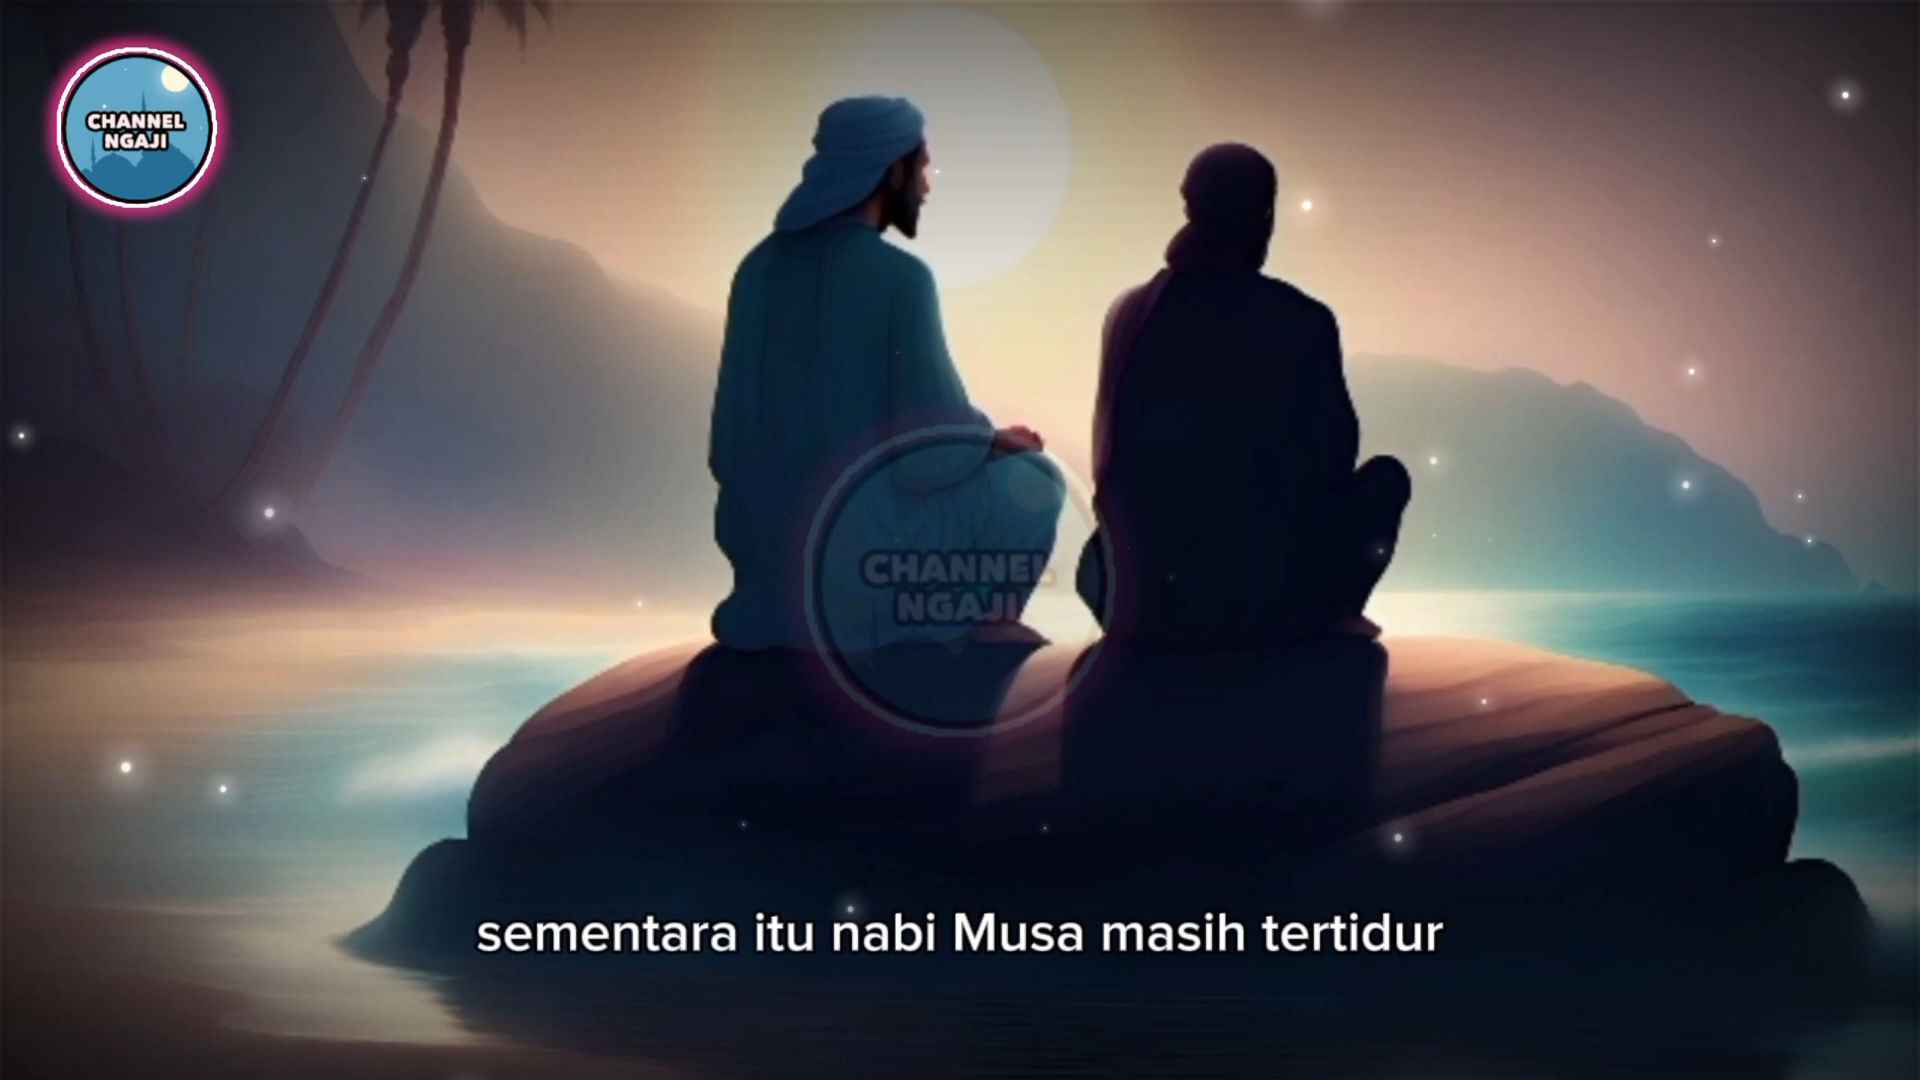 CHANNEL
NGAJI
CHANNEL
NGAJI
sementara itu nabi Musa masih tertidur